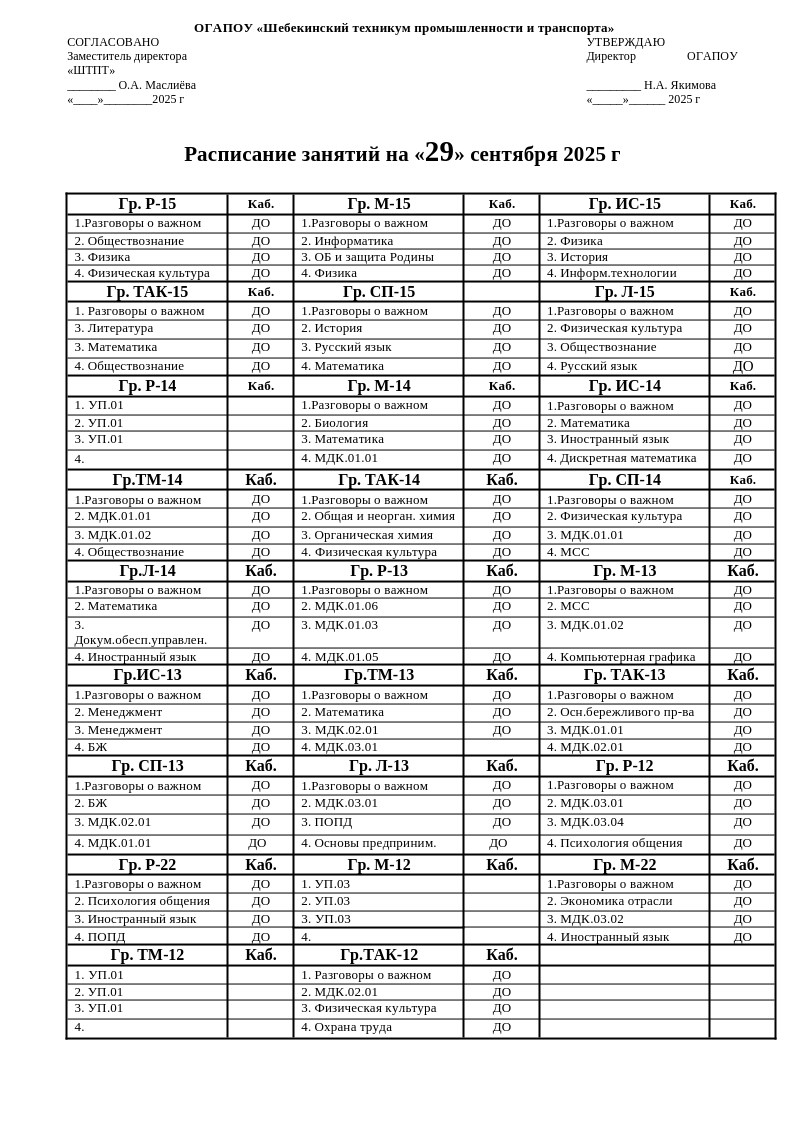 ОГАПОУ «Шебекинский техникум промышленности и транспорта»
СОГЛАСОВАНО УТВЕРЖДАЮ
Заместитель директора Директор ОГАПОУ
«ШТПТ»
________ О.А. Маслиёва _________ Н.А. Якимова
«____»________2025 г «_____»______ 2025 г
Расписание занятий на «29» сентября 2025 г
Гр. Р-15 Каб. Гр. М-15 Каб. Гр. ИС-15 Каб.
1.Разговоры о важном ДО 1.Разговоры о важном ДО 1.Разговоры о важном ДО
2. Обществознание ДО 2. Информатика ДО 2. Физика ДО
3. Физика ДО 3. ОБ и защита Родины ДО 3. История ДО
4. Физическая культура ДО 4. Физика ДО 4. Информ.технологии ДО
Гр. ТАК-15 Каб. Гр. СП-15 Гр. Л-15 Каб.
1. Разговоры о важном ДО 1.Разговоры о важном ДО 1.Разговоры о важном ДО
3. Литература ДО 2. История ДО 2. Физическая культура ДО
3. Математика ДО 3. Русский язык ДО 3. Обществознание ДО
4. Обществознание ДО 4. Математика ДО 4. Русский язык ДО
Гр. Р-14 Каб. Гр. М-14 Каб. Гр. ИС-14 Каб.
1. УП.01 1.Разговоры о важном ДО 1.Разговоры о важном ДО
2. УП.01 2. Биология ДО 2. Математика ДО
3. УП.01 3. Математика ДО 3. Иностранный язык ДО
4. 4. МДК.01.01 ДО 4. Дискретная математика ДО
Гр.ТМ-14 Каб. Гр. ТАК-14 Каб. Гр. СП-14 Каб.
1.Разговоры о важном ДО 1.Разговоры о важном ДО 1.Разговоры о важном ДО
2. МДК.01.01 ДО 2. Общая и неорган. химия ДО 2. Физическая культура ДО
3. МДК.01.02 ДО 3. Органическая химия ДО 3. МДК.01.01 ДО
4. Обществознание ДО 4. Физическая культура ДО 4. МСС ДО
Гр.Л-14 Каб. Гр. Р-13 Каб. Гр. М-13 Каб.
1.Разговоры о важном ДО 1.Разговоры о важном ДО 1.Разговоры о важном ДО
2. Математика ДО 2. МДК.01.06 ДО 2. МСС ДО
3. ДО 3. МДК.01.03 ДО 3. МДК.01.02 ДО
Докум.обесп.управлен.
4. Иностранный язык ДО 4. МДК.01.05 ДО 4. Компьютерная графика ДО
Гр.ИС-13 Каб. Гр.ТМ-13 Каб. Гр. ТАК-13 Каб.
1.Разговоры о важном ДО 1.Разговоры о важном ДО 1.Разговоры о важном ДО
2. Менеджмент ДО 2. Математика ДО 2. Осн.бережливого пр-ва ДО
3. Менеджмент ДО 3. МДК.02.01 ДО 3. МДК.01.01 ДО
4. БЖ ДО 4. МДК.03.01 4. МДК.02.01 ДО
Гр. СП-13 Каб. Гр. Л-13 Каб. Гр. Р-12 Каб.
1.Разговоры о важном ДО 1.Разговоры о важном ДО 1.Разговоры о важном ДО
2. БЖ ДО 2. МДК.03.01 ДО 2. МДК.03.01 ДО
3. МДК.02.01 ДО 3. ПОПД ДО 3. МДК.03.04 ДО
4. МДК.01.01 ДО 4. Основы предприним. ДО 4. Психология общения ДО
Гр. Р-22 Каб. Гр. М-12 Каб. Гр. М-22 Каб.
1.Разговоры о важном ДО 1. УП.03 1.Разговоры о важном ДО
2. Психология общения ДО 2. УП.03 2. Экономика отрасли ДО
3. Иностранный язык ДО 3. УП.03 3. МДК.03.02 ДО
4. ПОПД ДО 4. 4. Иностранный язык ДО
Гр. ТМ-12 Каб. Гр.ТАК-12 Каб.
1. УП.01 1. Разговоры о важном ДО
2. УП.01 2. МДК.02.01 ДО
3. УП.01 3. Физическая культура ДО
4. 4. Охрана труда ДО